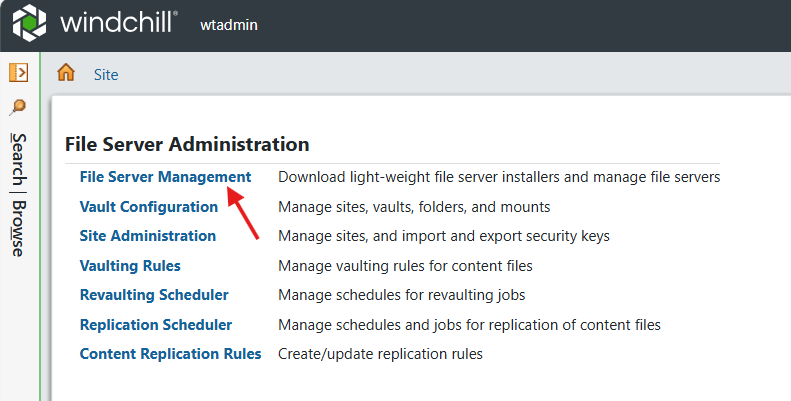 windchill® wtadmin
Site
Search | Browse
File Server Administration
File Server Management Download light-weight file server installers and manage file servers
Vault Configuration Manage sites, vaults, folders, and mounts
Site Administration Manage sites, and import and export security keys
Vaulting Rules Manage vaulting rules for content files
Revaulting Scheduler Manage schedules for revaulting jobs
Replication Scheduler Manage schedules and jobs for replication of content files
Content Replication Rules Create/update replication rules